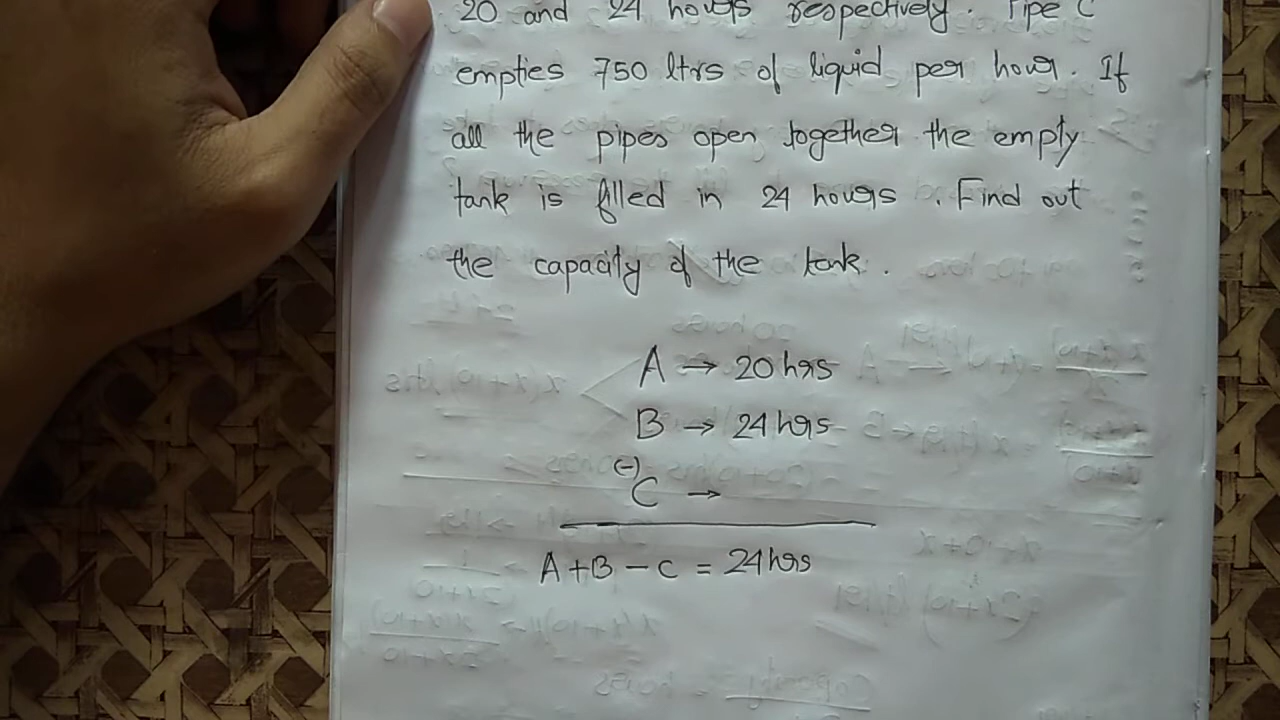 20 and 24 hours respectively. Pipe C
empties 750 ltrs of liquid per hour. If
all the pipes open together the empty
tank is filled in 24 hours. Find out
the capacity of the tank.
A → 20 hrs
B → 24 hrs
(-)
C →
A + B - C = 24 hrs